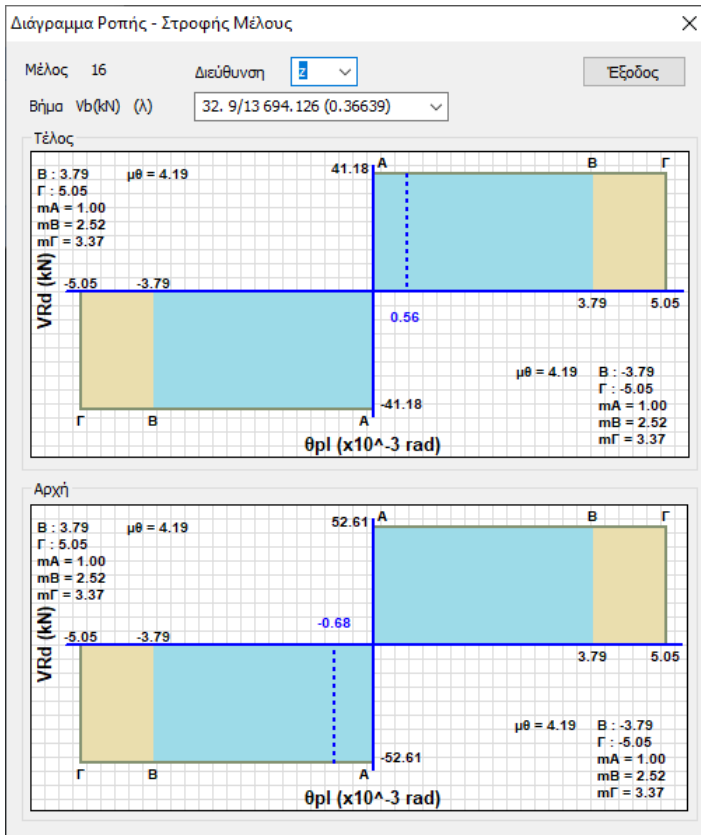 Διάγραμμα Ροπής - Στροφής Μέλους
Μέλος 16 Διεύθυνση z Έξοδος
Βήμα Vb(kN) (λ) 32. 9/13 694.126 (0.36639)
Τέλος
41.18 Α Β Γ
Β : 3.79 μθ = 4.19
Γ : 5.05
mA = 1.00
mB = 2.52
mΓ = 3.37
VRd (kN)
-5.05 -3.79
3.79 5.05
0.56
μθ = 4.19 Β : -3.79
Γ : -5.05
-41.18 mA = 1.00
Γ Β Α mB = 2.52
mΓ = 3.37
θpl (x10^-3 rad)
Αρχή
52.61 Α Β Γ
Β : 3.79 μθ = 4.19
Γ : 5.05
mA = 1.00
mB = 2.52
mΓ = 3.37
VRd (kN)
-0.68
-5.05 -3.79
3.79 5.05
μθ = 4.19 Β : -3.79
Γ : -5.05
-52.61 mA = 1.00
Γ Β Α mB = 2.52
mΓ = 3.37
θpl (x10^-3 rad)